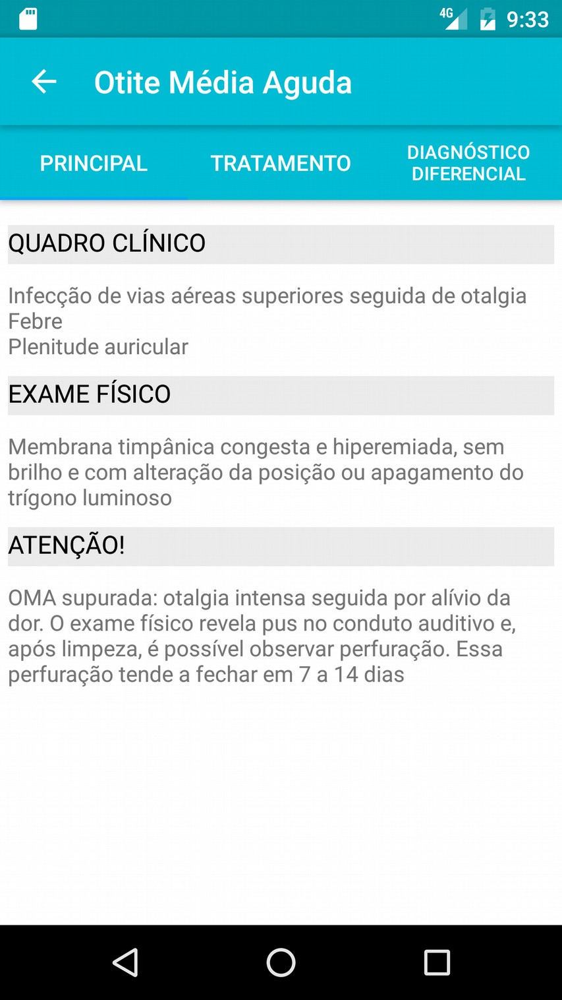 4G 9:33
Otite Média Aguda
PRINCIPAL
TRATAMENTO
DIAGNÓSTICO
DIFERENCIAL
QUADRO CLÍNICO
Infecção de vias aéreas superiores seguida de otalgia
Febre
Plenitude auricular
EXAME FÍSICO
Membrana timpânica congesta e hiperemiada, sem
brilho e com alteração da posição ou apagamento do
trígono luminoso
ATENÇÃO!
OMA supurada: otalgia intensa seguida por alívio da
dor. O exame físico revela pus no conduto auditivo e,
após limpeza, é possível observar perfuração. Essa
perfuração tende a fechar em 7 a 14 dias